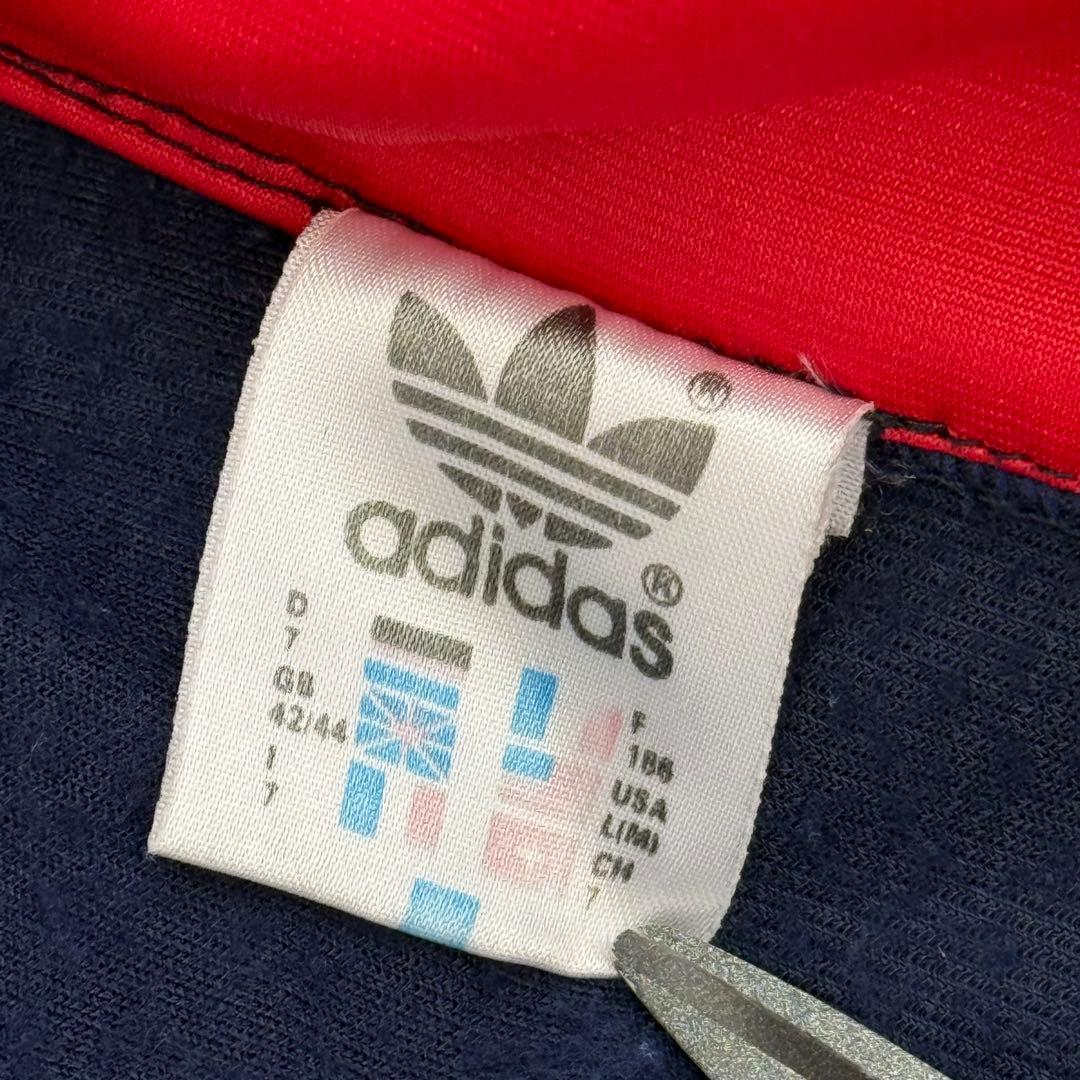 ®
adidas®
D
7
GB
42/44
I
7
F
186
USA
L(M)
CH
7